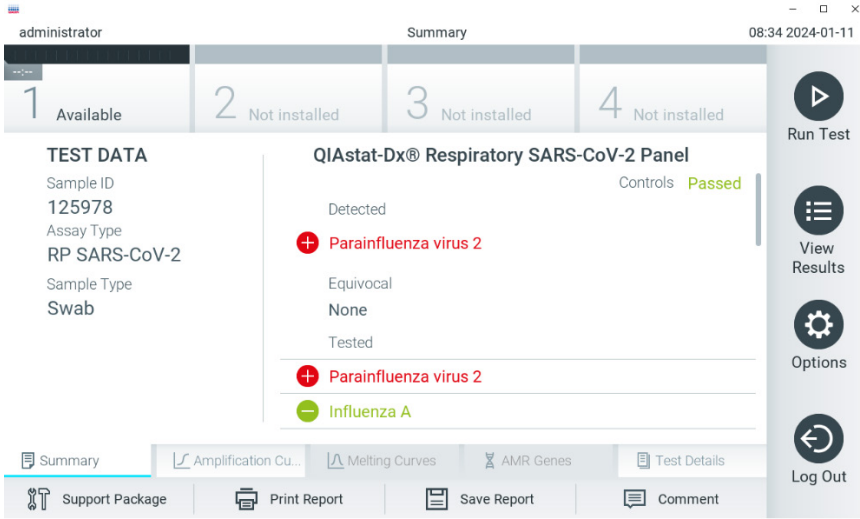 administrator
Summary
08:34 2024-01-11
--:--
1 Available
2 Not installed
3 Not installed
4 Not installed
Run Test
View
Results
Options
Log Out
TEST DATA
Sample ID
125978
Assay Type
RP SARS-CoV-2
Sample Type
Swab
QIAstat-Dx® Respiratory SARS-CoV-2 Panel
Controls Passed
Detected
Parainfluenza virus 2
Equivocal
None
Tested
Parainfluenza virus 2
Influenza A
Summary
Amplification Cu...
Melting Curves
AMR Genes
Test Details
Support Package
Print Report
Save Report
Comment